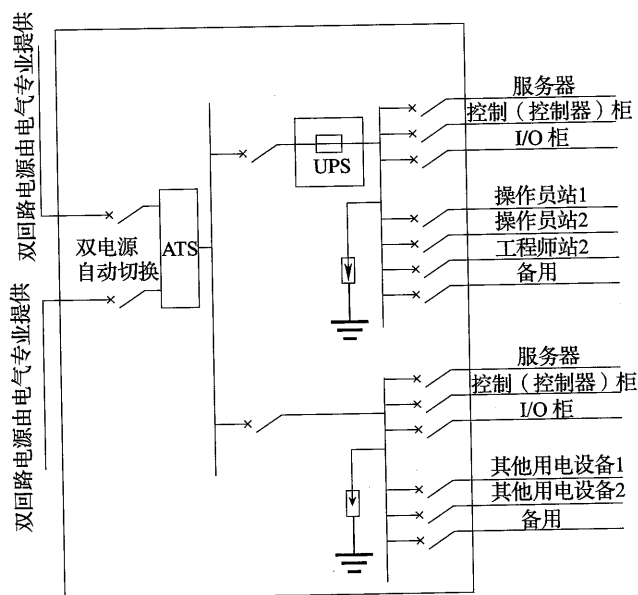 双回路电源由电气专业提供
双回路电源由电气专业提供
双电源
自动切换
ATS
UPS
服务器
控制（控制器）柜
I/O 柜
操作员站1
操作员站2
工程师站2
备用
服务器
控制（控制器）柜
I/O 柜
其他用电设备1
其他用电设备2
备用